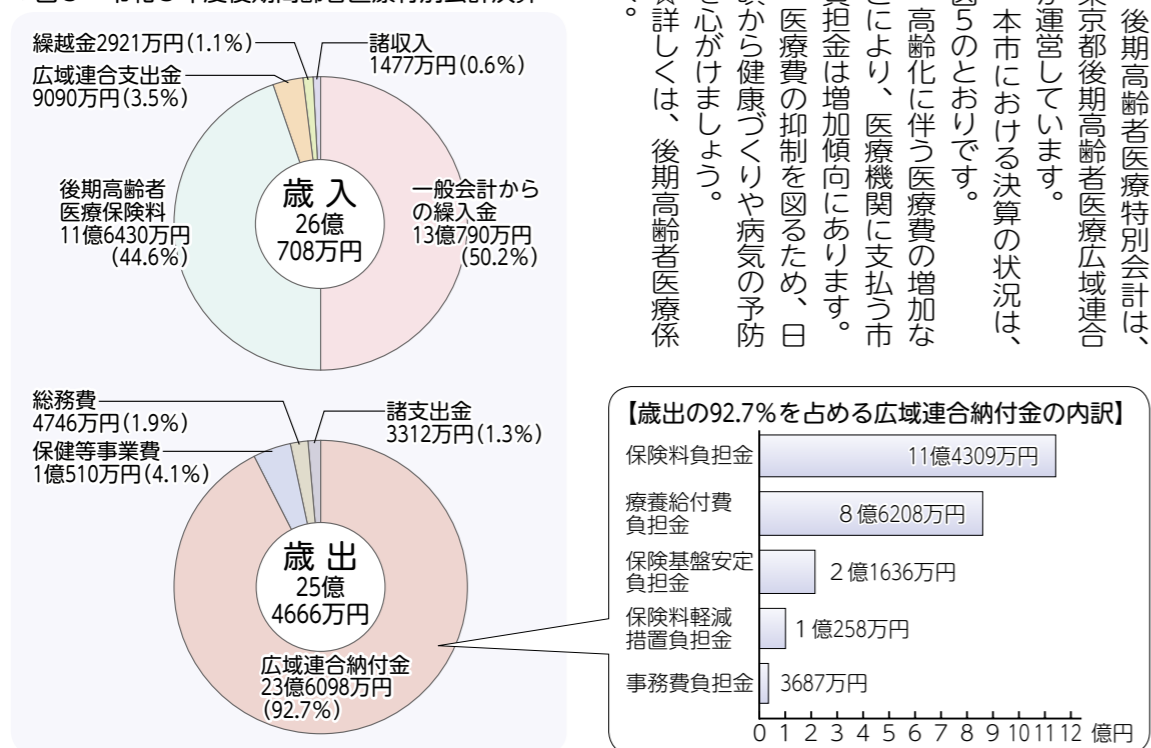 後期高齢者医療特別会計は、
東京都後期高齢者医療広域連合
が運営しています。
本市における決算の状況は、
図5のとおりです。
高齢化に伴う医療費の増加な
どにより、医療機関に支払う市
負担金は増加傾向にあります。
医療費の抑制を図るため、日
頃から健康づくりや病気の予防
を心がけましょう。
詳しくは、後期高齢者医療係
繰越金2921万円(1.1%)
諸収入
1477万円(0.6%)
広域連合支出金
9090万円(3.5%)
後期高齢者
医療保険料
11億6430万円
(44.6%)
歳入
26億
708万円
一般会計から
の繰入金
13億790万円
(50.2%)
総務費
4746万円(1.9%)
諸支出金
3312万円(1.3%)
保健等事業費
1億510万円(4.1%)
歳出
25億
4666万円
広域連合納付金
23億6098万円
(92.7%)
【歳出の92.7%を占める広域連合納付金の内訳】
保険料負担金
11億4309万円
療養給付費
負担金
8億6208万円
保険基盤安定
負担金
2億1636万円
保険料軽減
措置負担金
1億258万円
事務費負担金
3687万円
0 1 2 3 4 5 6 7 8 9 10 11 12 億円